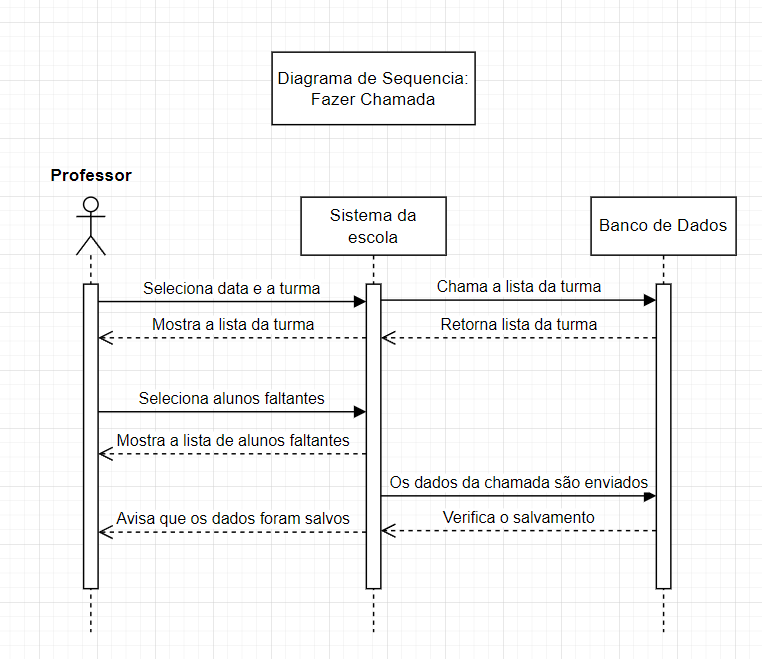 Diagrama de Sequencia:
Fazer Chamada
Professor
Sistema da
escola
Banco de Dados
Seleciona data e a turma
Chama a lista da turma
Mostra a lista da turma
Retorna lista da turma
Seleciona alunos faltantes
Mostra a lista de alunos faltantes
Os dados da chamada são enviados
Avisa que os dados foram salvos
Verifica o salvamento